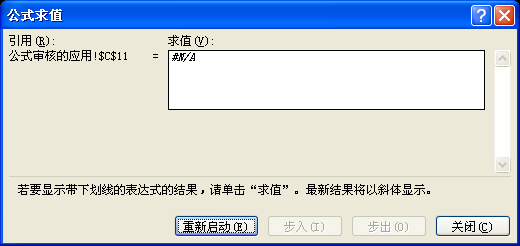 公式求值
引用(R): 求值(V):
公式审核的应用!$C$11 = #N/A
若要显示带下划线的表达式的结果，请单击“求值”。最新结果将以斜体显示。
重新启动(E) 步入(I) 步出(O) 关闭(C)